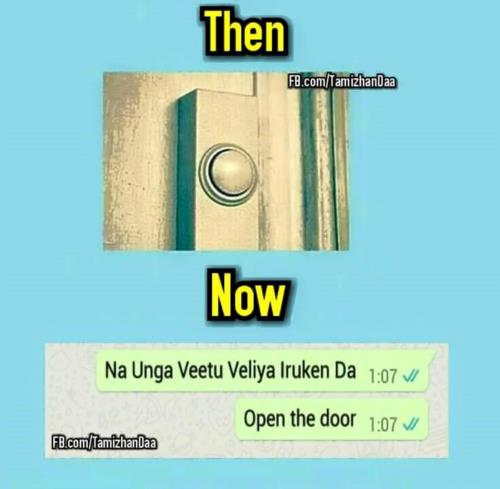 Then
FB.com/TamizhanDaa
Now
Na Unga Veetu Veliya Iruken Da 1:07
Open the door 1:07
FB.com/TamizhanDaa